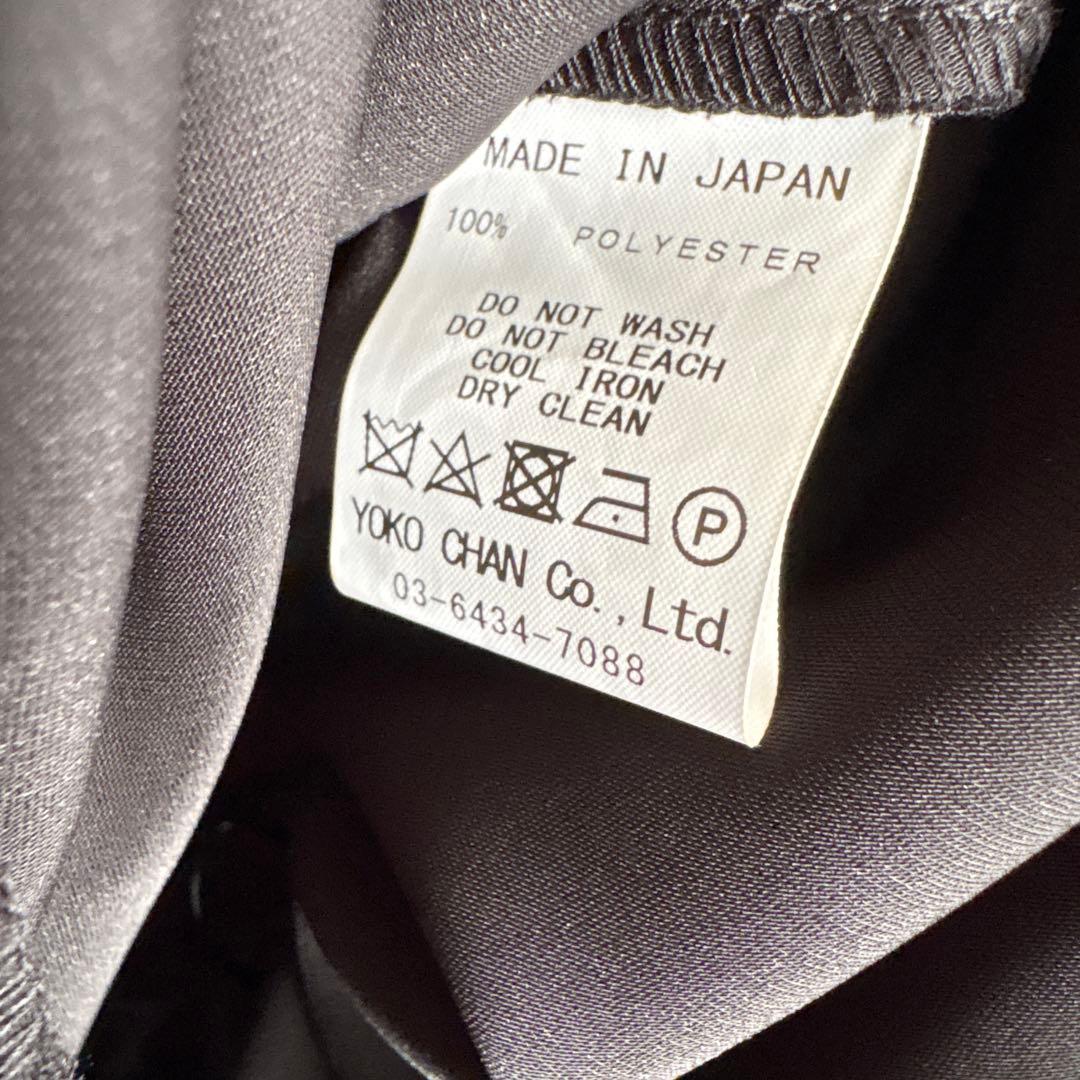 MADE IN JAPAN
100% POLYESTER
DO NOT WASH
DO NOT BLEACH
COOL IRON
DRY CLEAN
P
YOKO CHAN Co.,Ltd.
03-6434-7088